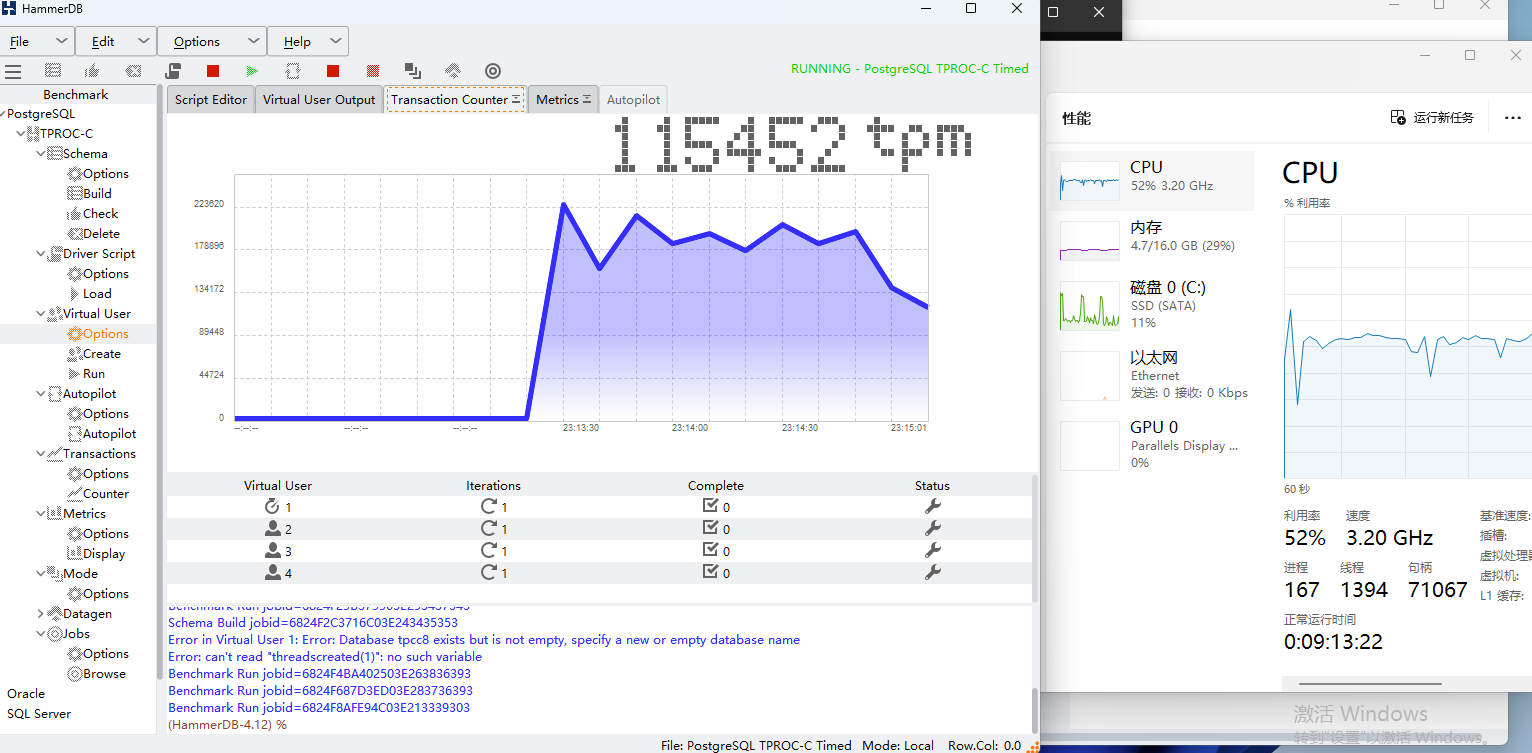 HammerDB
File Edit Options Help
RUNNING - PostgreSQL TPROC-C Timed
Benchmark
PostgreSQL
TPROC-C
Schema
Options
Build
Check
Delete
Driver Script
Options
Load
Virtual User
Options
Create
Run
Autopilot
Options
Autopilot
Transactions
Options
Counter
Metrics
Options
Display
Mode
Options
Datagen
Jobs
Options
Browse
Oracle
SQL Server
Script Editor Virtual User Output Transaction Counter Metrics Autopilot
115452 tpm
223620
178896
134172
89448
44724
0
--:--:-- --:--:-- --:--:-- 23:13:30 23:14:00 23:14:30 23:15:01
Virtual User Iterations Complete Status
1 1 0
2 1 0
3 1 0
4 1 0
Schema Build jobid=6824F2C3716C03E243435353
Error in Virtual User 1: Error: Database tpcc8 exists but is not empty, specify a new or empty database name
Error: can't read "threadscreated(1)": no such variable
Benchmark Run jobid=6824F4BA402503E263836393
Benchmark Run jobid=6824F687D3ED03E283736393
Benchmark Run jobid=6824F8AFE94C03E213339303
(HammerDB-4.12) %
File: PostgreSQL TPROC-C Timed Mode: Local Row.Col: 0.0
性能 运行新任务
CPU
52% 3.20 GHz
内存
4.7/16.0 GB (29%)
磁盘 0 (C:)
SSD (SATA)
11%
以太网
Ethernet
发送: 0 接收: 0 Kbps
GPU 0
Parallels Display ...
0%
CPU
% 利用率
60 秒
利用率 速度
52% 3.20 GHz
进程 线程 句柄
167 1394 71067
正常运行时间
0:09:13:22
基准速度:
插槽:
虚拟处理
虚拟机:
L1 缓存:
激活 Windows
转到"设置"以激活 Windows。